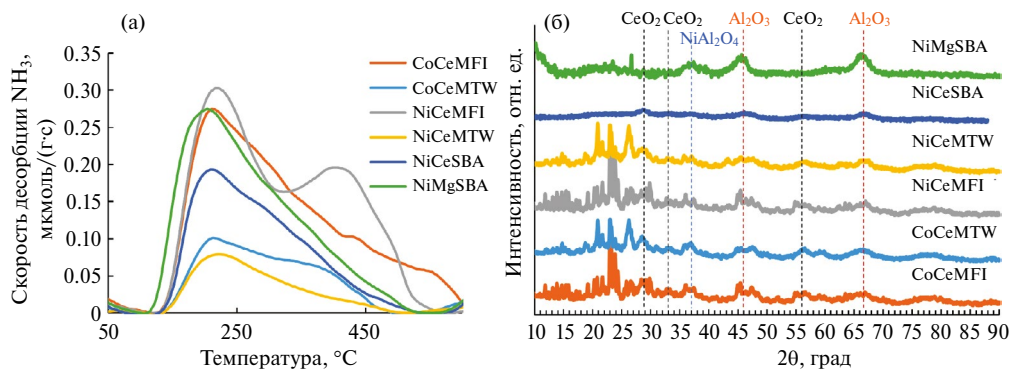 (а)
Скорость десорбции NH₃,
мкмоль/(г·с)
0.35
0.30
0.25
0.20
0.15
0.10
0.05
0
50
250
450
Температура, °C
CoCeMFI
CoCeMTW
NiCeMFI
NiCeMTW
NiCeSBA
NiMgSBA
(б)
CeO₂ CeO₂ Al₂O₃ CeO₂ Al₂O₃
NiAl₂O₄
NiMgSBA
NiCeSBA
NiCeMTW
NiCeMFI
CoCeMTW
CoCeMFI
Интенсивность, отн. ед.
10 15 20 25 30 35 40 45 50 55 60 65 70 75 80 85 90
2θ, град